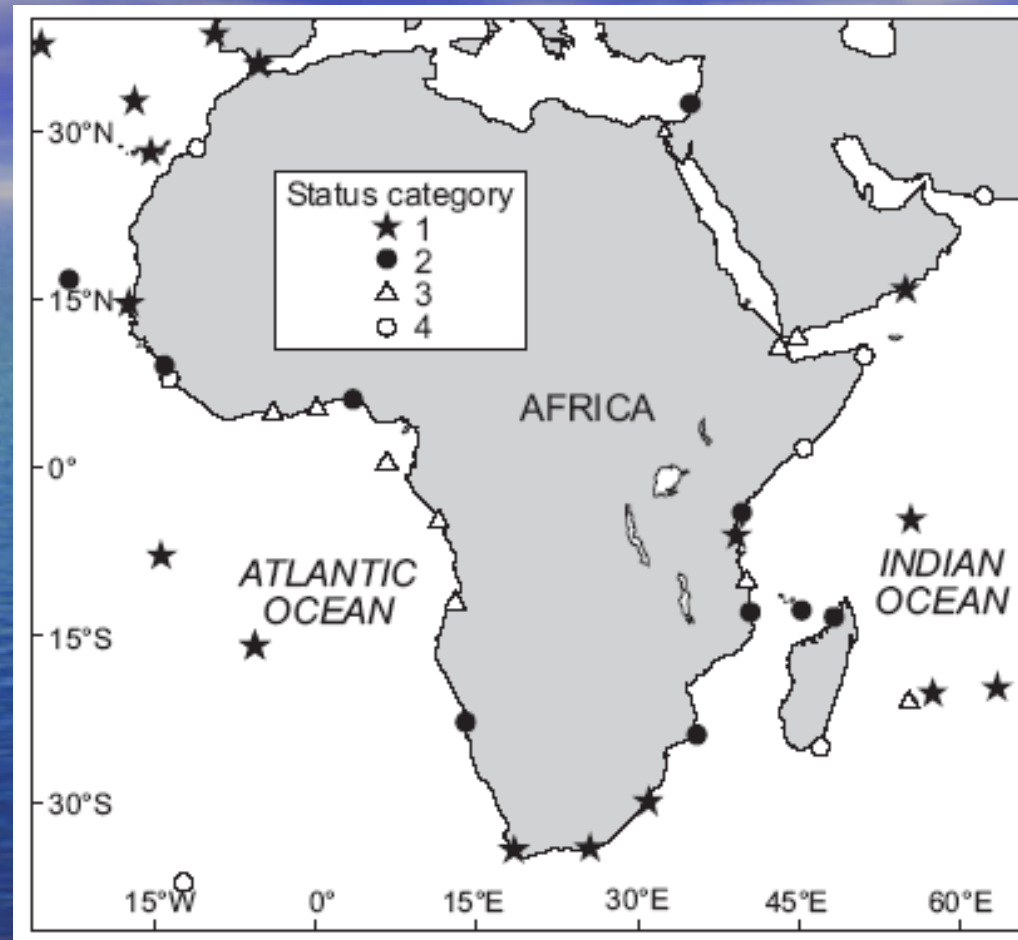 30°N
Status category
1
2
3
4
15°N
AFRICA
0°
ATLANTIC
OCEAN
INDIAN
OCEAN
15°S
30°S
15°W 0° 15°E 30°E 45°E 60°E